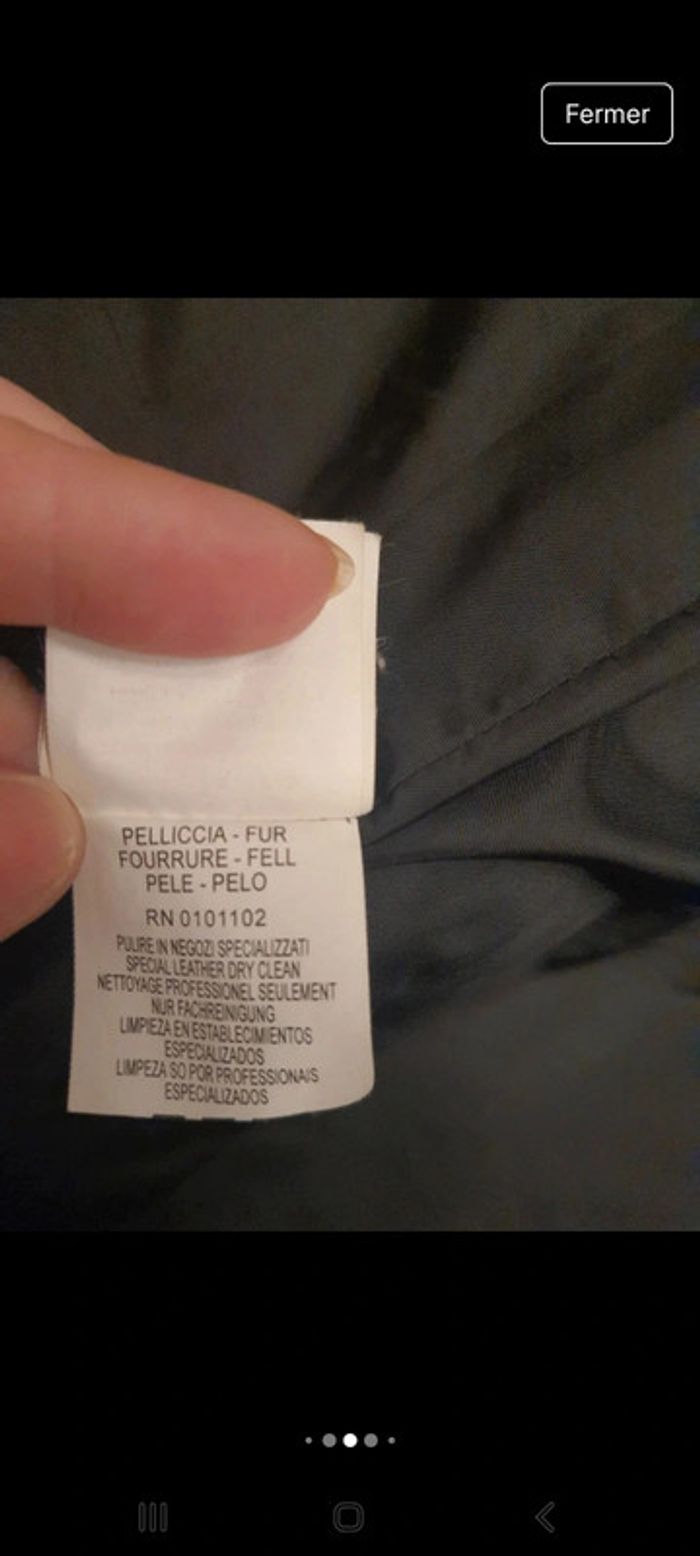 Fermer
PELLICCIA - FUR
FOURRURE - FELL
PELE - PELO
RN 0101102
PULIRE IN NEGOZI SPECIALIZZATI
SPECIAL LEATHER DRY CLEAN
NETTOYAGE PROFESSIONEL SEULEMENT
NUR FACHREINIGUNG
LIMPIEZA EN ESTABLECIMIENTOS
ESPECIALIZADOS
LIMPEZA SO POR PROFESSIONAIS
ESPECIALIZADOS